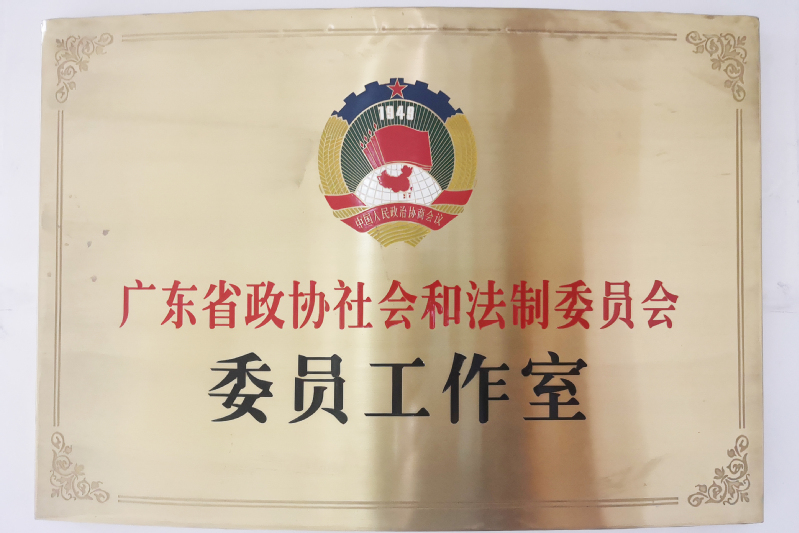 1949
中国人民政治协商会议
广东省政协社会和法制委员会
委员工作室